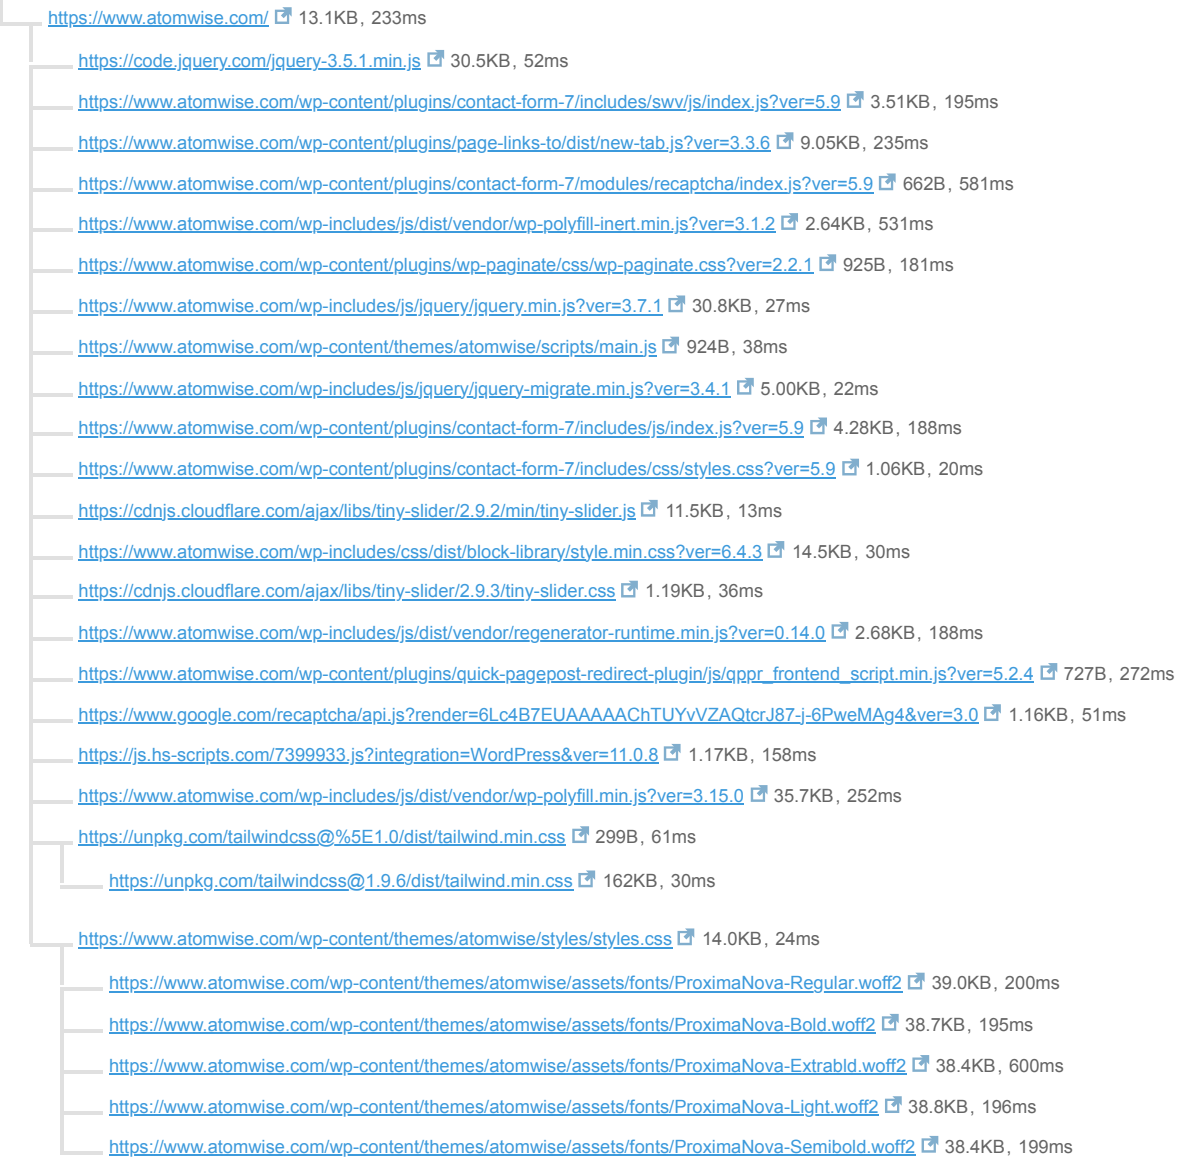 https://www.atomwise.com/ 13.1KB, 233ms
https://code.jquery.com/jquery-3.5.1.min.js 30.5KB, 52ms
https://www.atomwise.com/wp-content/plugins/contact-form-7/includes/swv/js/index.js?ver=5.9 3.51KB, 195ms
https://www.atomwise.com/wp-content/plugins/page-links-to/dist/new-tab.js?ver=3.3.6 9.05KB, 235ms
https://www.atomwise.com/wp-content/plugins/contact-form-7/modules/recaptcha/index.js?ver=5.9 662B, 581ms
https://www.atomwise.com/wp-includes/js/dist/vendor/wp-polyfill-inert.min.js?ver=3.1.2 2.64KB, 531ms
https://www.atomwise.com/wp-content/plugins/wp-paginate/css/wp-paginate.css?ver=2.2.1 925B, 181ms
https://www.atomwise.com/wp-includes/js/jquery/jquery.min.js?ver=3.7.1 30.8KB, 27ms
https://www.atomwise.com/wp-content/themes/atomwise/scripts/main.js 924B, 38ms
https://www.atomwise.com/wp-includes/js/jquery/jquery-migrate.min.js?ver=3.4.1 5.00KB, 22ms
https://www.atomwise.com/wp-content/plugins/contact-form-7/includes/js/index.js?ver=5.9 4.28KB, 188ms
https://www.atomwise.com/wp-content/plugins/contact-form-7/includes/css/styles.css?ver=5.9 1.06KB, 20ms
https://cdnjs.cloudflare.com/ajax/libs/tiny-slider/2.9.2/min/tiny-slider.js 11.5KB, 13ms
https://www.atomwise.com/wp-includes/css/dist/block-library/style.min.css?ver=6.4.3 14.5KB, 30ms
https://cdnjs.cloudflare.com/ajax/libs/tiny-slider/2.9.3/tiny-slider.css 1.19KB, 36ms
https://www.atomwise.com/wp-includes/js/dist/vendor/regenerator-runtime.min.js?ver=0.14.0 2.68KB, 188ms
https://www.atomwise.com/wp-content/plugins/quick-pagepost-redirect-plugin/js/qppr_frontend_script.min.js?ver=5.2.4 727B, 272ms
https://www.google.com/recaptcha/api.js?render=6Lc4B7EUAAAAAChTUYvVZAQtcrJ87-j-6PweMAg4&ver=3.0 1.16KB, 51ms
https://js.hs-scripts.com/7399933.js?integration=WordPress&ver=11.0.8 1.17KB, 158ms
https://www.atomwise.com/wp-includes/js/dist/vendor/wp-polyfill.min.js?ver=3.15.0 35.7KB, 252ms
https://unpkg.com/tailwindcss@%5E1.0/dist/tailwind.min.css 299B, 61ms
https://unpkg.com/tailwindcss@1.9.6/dist/tailwind.min.css 162KB, 30ms
https://www.atomwise.com/wp-content/themes/atomwise/styles/styles.css 14.0KB, 24ms
https://www.atomwise.com/wp-content/themes/atomwise/assets/fonts/ProximaNova-Regular.woff2 39.0KB, 200ms
https://www.atomwise.com/wp-content/themes/atomwise/assets/fonts/ProximaNova-Bold.woff2 38.7KB, 195ms
https://www.atomwise.com/wp-content/themes/atomwise/assets/fonts/ProximaNova-Extrabld.woff2 38.4KB, 600ms
https://www.atomwise.com/wp-content/themes/atomwise/assets/fonts/ProximaNova-Light.woff2 38.8KB, 196ms
https://www.atomwise.com/wp-content/themes/atomwise/assets/fonts/ProximaNova-Semibold.woff2 38.4KB, 199ms